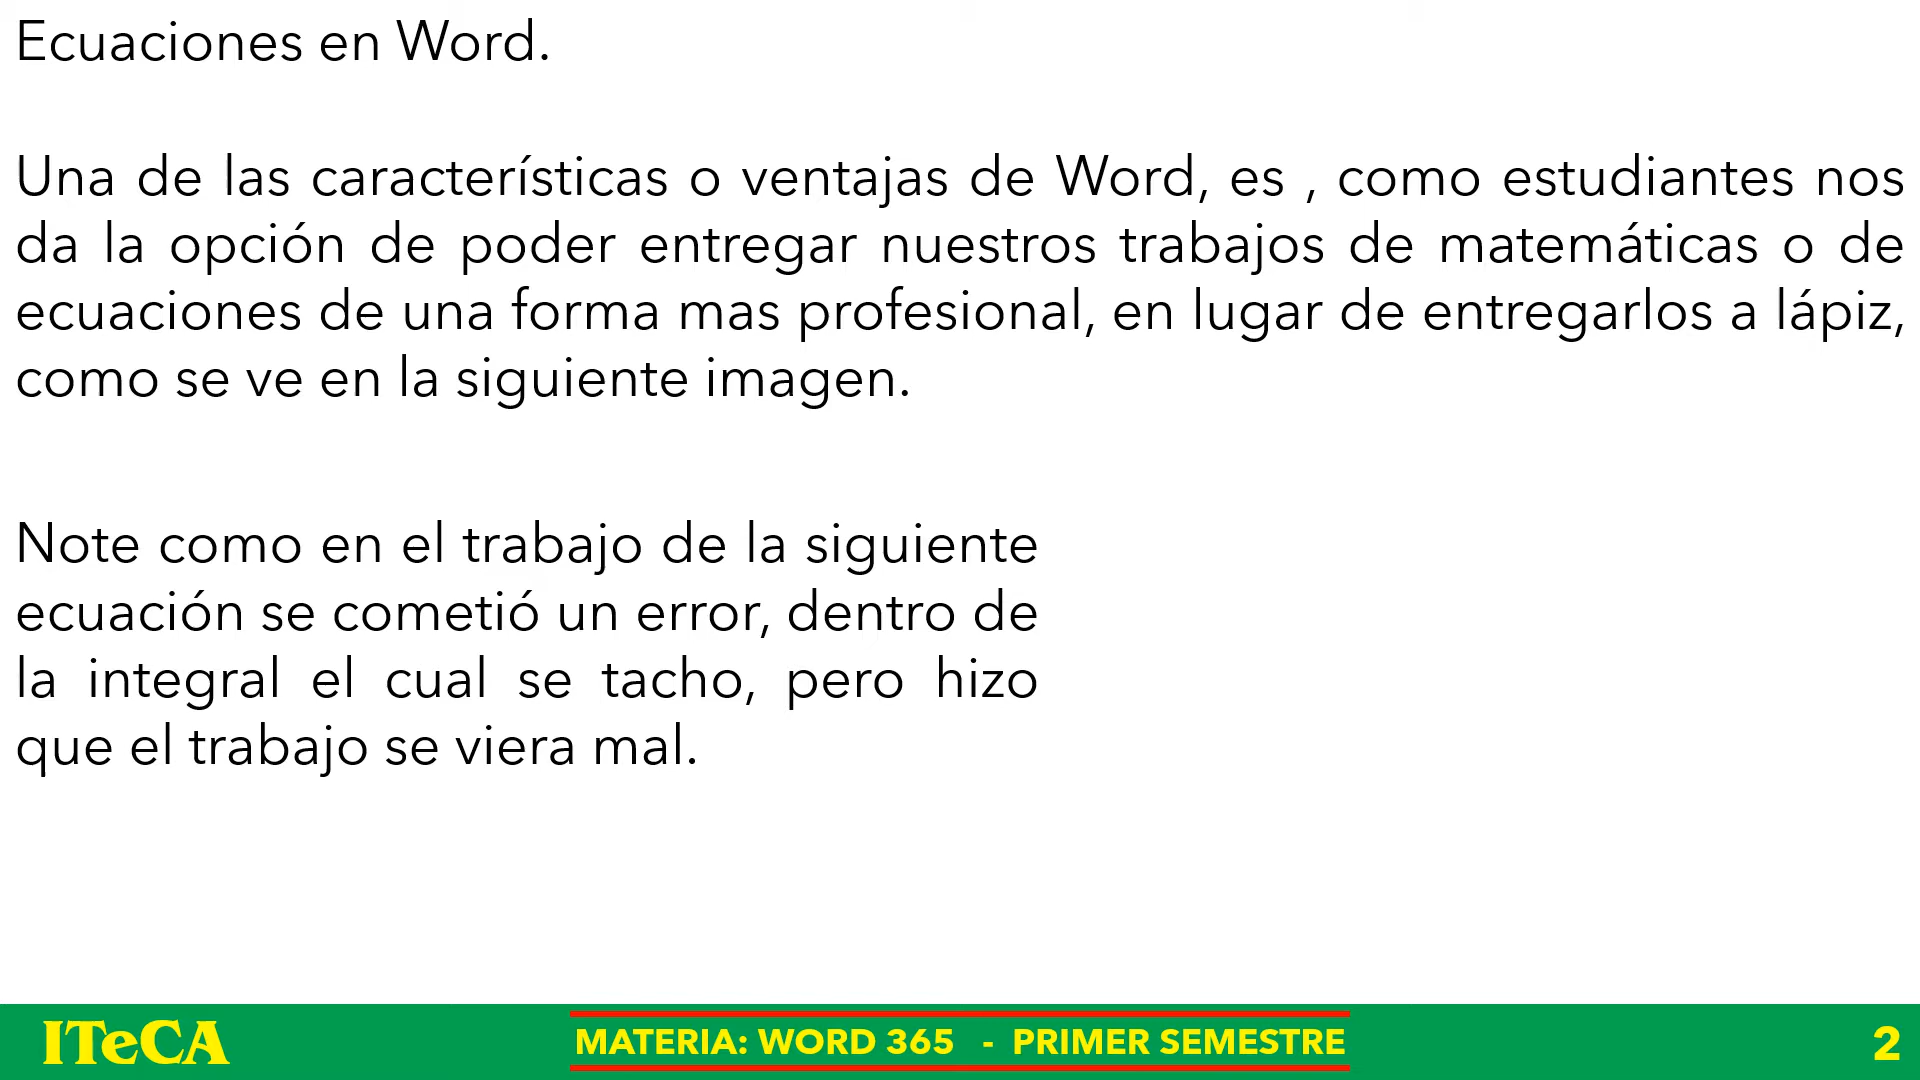 Ecuaciones en Word.
Una de las características o ventajas de Word, es , como estudiantes nos
da la opción de poder entregar nuestros trabajos de matemáticas o de
ecuaciones de una forma mas profesional, en lugar de entregarlos a lápiz,
como se ve en la siguiente imagen.
Note como en el trabajo de la siguiente
ecuación se cometió un error, dentro de
la integral el cual se tacho, pero hizo
que el trabajo se viera mal.
ITeCA
MATERIA: WORD 365 - PRIMER SEMESTRE
2